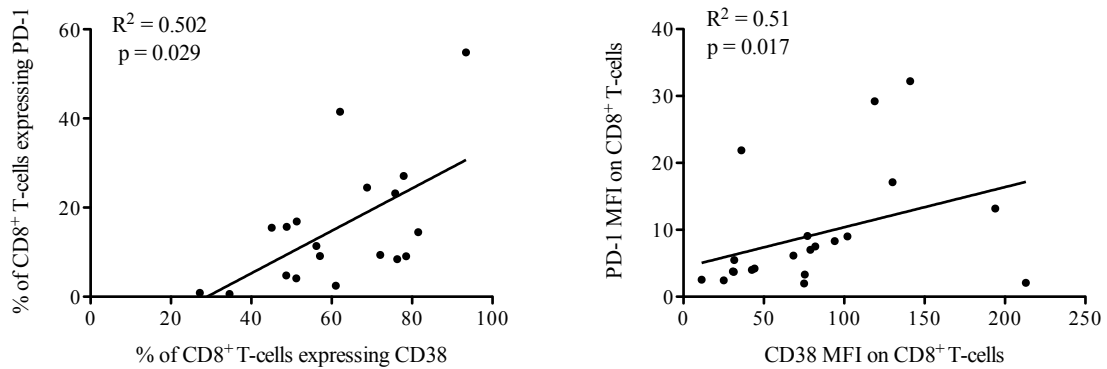 R² = 0.502
p = 0.029
% of CD8⁺ T-cells expressing PD-1
60
40
20
0
0 20 40 60 80 100
% of CD8⁺ T-cells expressing CD38
R² = 0.51
p = 0.017
PD-1 MFI on CD8⁺ T-cells
40
30
20
10
0
0 50 100 150 200 250
CD38 MFI on CD8⁺ T-cells